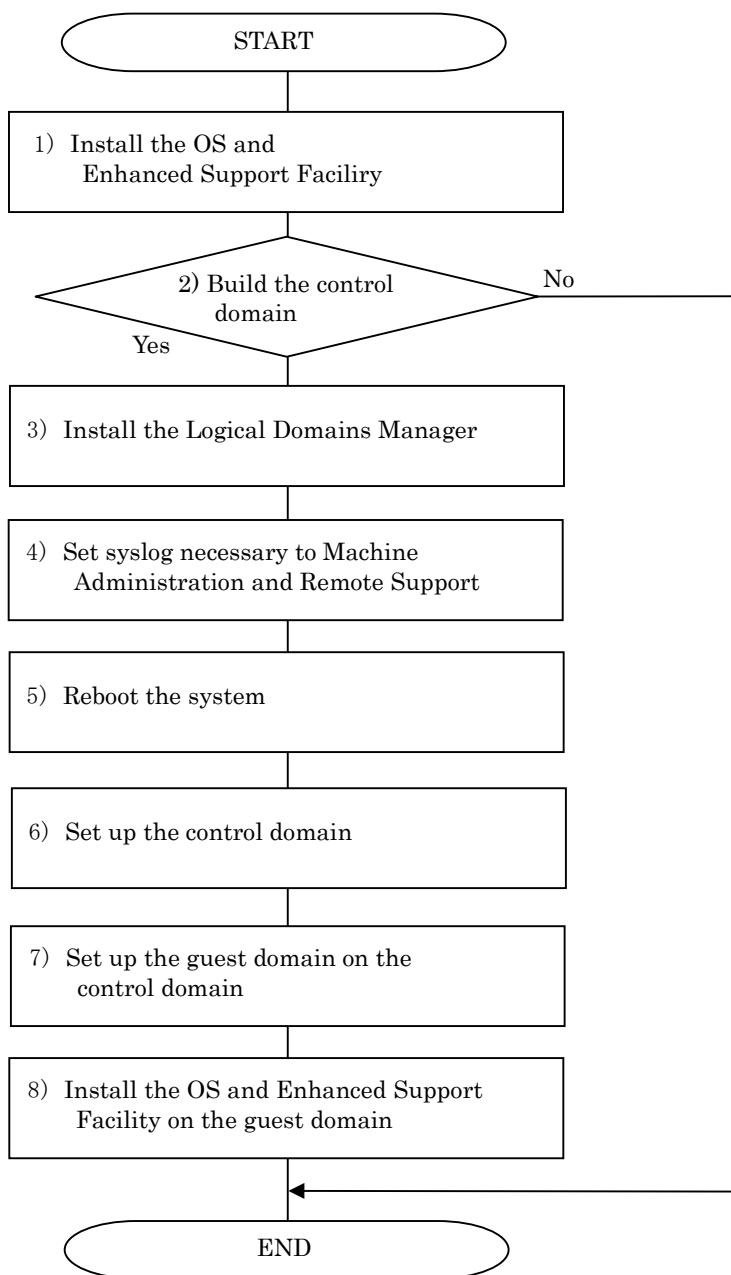 START
1) Install the OS and
Enhanced Support Faciliry
2) Build the control
domain
No
Yes
3) Install the Logical Domains Manager
4) Set syslog necessary to Machine
Administration and Remote Support
5) Reboot the system
6) Set up the control domain
7) Set up the guest domain on the
control domain
8) Install the OS and Enhanced Support
Facility on the guest domain
END